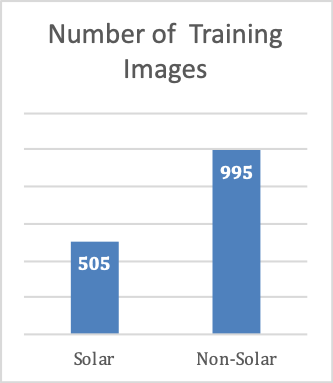 Number of Training
Images
995
505
Solar
Non-Solar